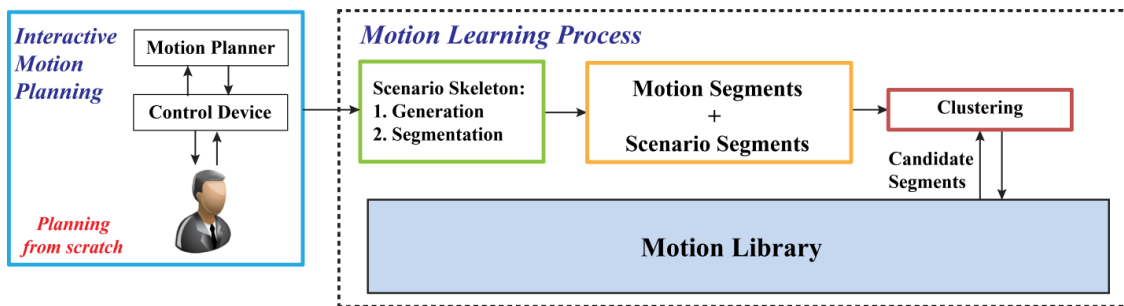 Interactive
Motion
Planning
Motion Planner
Control Device
Planning
from scratch
Motion Learning Process
Scenario Skeleton:
1. Generation
2. Segmentation
Motion Segments
+
Scenario Segments
Clustering
Candidate
Segments
Motion Library